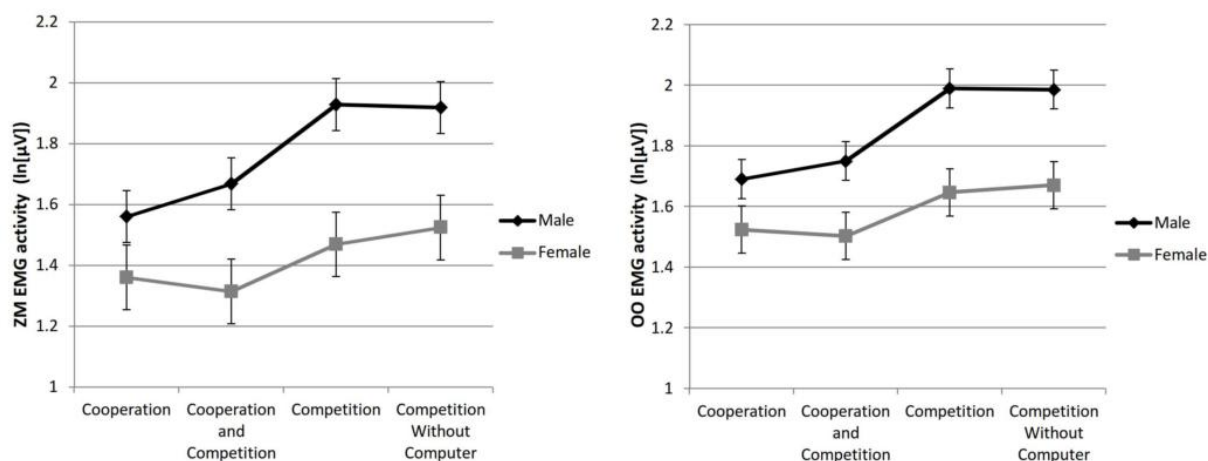 ZM EMG activity (ln[µV])
2.2
2
1.8
1.6
1.4
1.2
1
Cooperation
Cooperation
and
Competition
Competition
Competition
Without
Computer
Male
Female
OO EMG activity (ln[µV])
2.2
2
1.8
1.6
1.4
1.2
1
Cooperation
Cooperation
and
Competition
Competition
Competition
Without
Computer
Male
Female